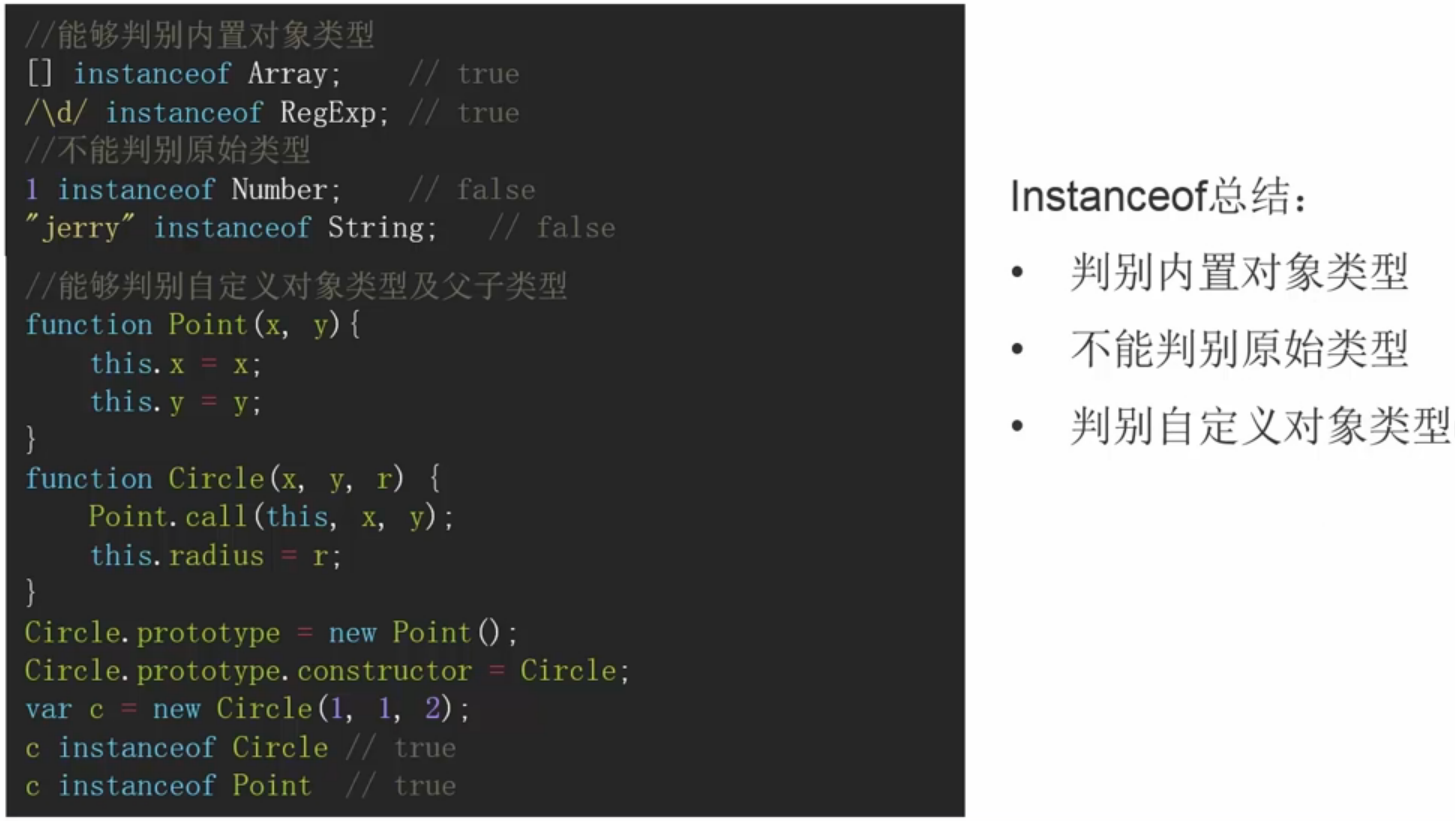 //能够判别内置对象类型
[] instanceof Array;    // true
/\d/ instanceof RegExp; // true
//不能判别原始类型
1 instanceof Number;    // false
"jerry" instanceof String;   // false
//能够判别自定义对象类型及父子类型
function Point(x, y){
    this.x = x;
    this.y = y;
}
function Circle(x, y, r) {
    Point.call(this, x, y);
    this.radius = r;
}
Circle.prototype = new Point();
Circle.prototype.constructor = Circle;
var c = new Circle(1, 1, 2);
c instanceof Circle // true
c instanceof Point  // true
Instanceof总结：
• 判别内置对象类型
• 不能判别原始类型
• 判别自定义对象类型